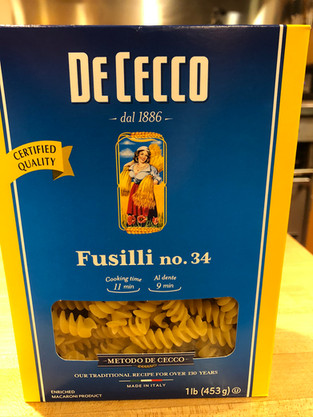 DE CECCO
dal 1886
CERTIFIED
QUALITY
Fusilli no. 34
Cooking time
11 min
Al dente
9 min
METODO DE CECCO
OUR TRADITIONAL RECIPE FOR OVER 130 YEARS
MADE IN ITALY
ENRICHED
MACARONI PRODUCT
1lb (453g)